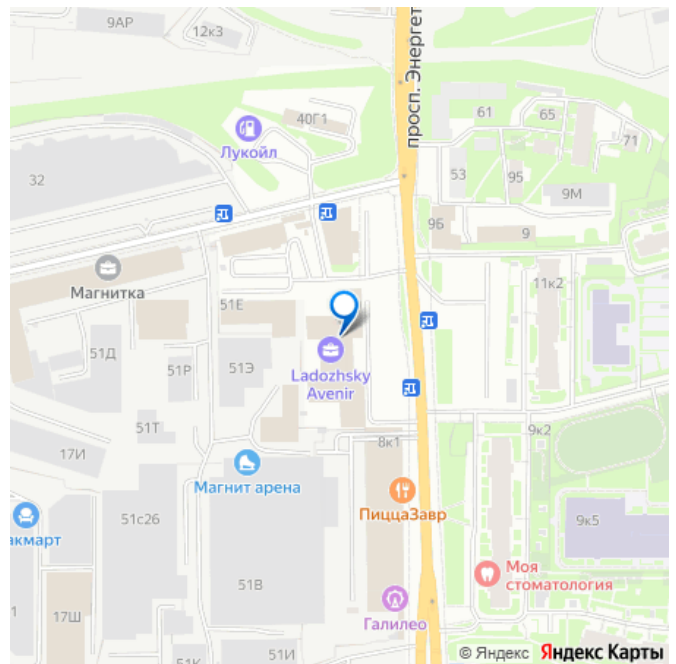 9АР
12к3
просп. Энергет
40Г1
Лукойл
61
65
71
32
53
95
9М
9Б
9
Магнитка
51Е
11к2
51Д
51Р
51Э
Ladozhsky
Avenir
51Т
9к2
17И
8к1
Магнит арена
ПиццаЗавр
акмарт
51с26
9к5
Моя
стоматология
51В
1
17Ш
Галилео
51К
51И
© Яндекс Яндекс Карты